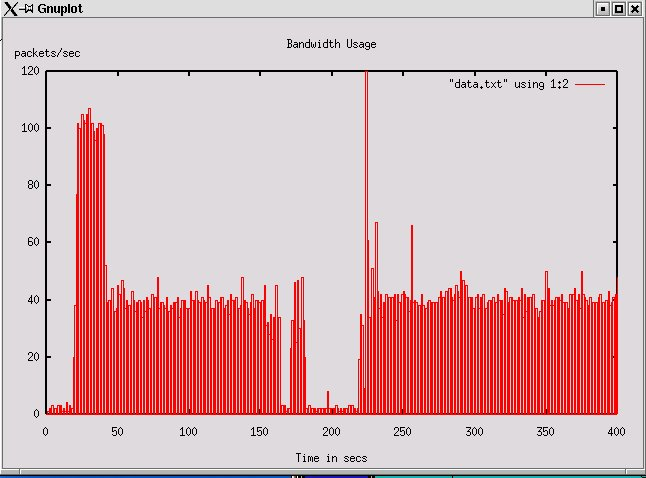 Gnuplot
Bandwidth Usage
packets/sec
"data.txt" using 1:2
120
100
80
60
40
20
0
0 50 100 150 200 250 300 350 400
Time in secs